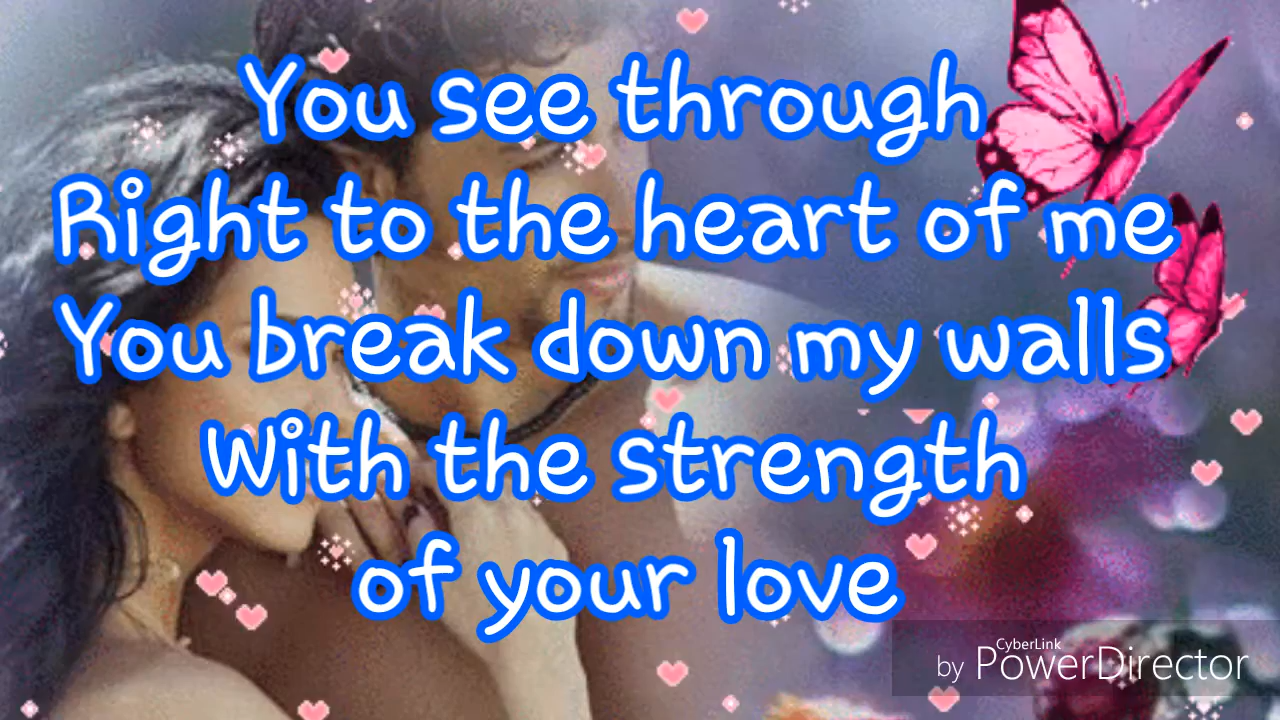 You see through
Right to the heart of me
You break down my walls
With the strength
of your love
CyberLink
by PowerDirector